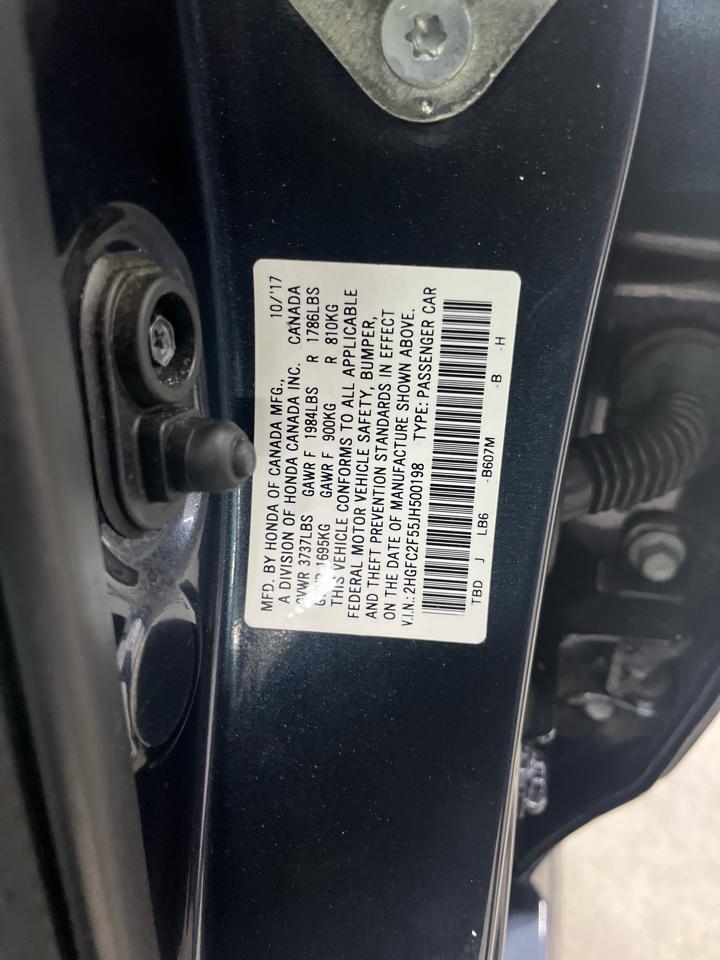 MFD. BY HONDA OF CANADA MFG., 10/'17
A DIVISION OF HONDA CANADA INC. CANADA
GVWR 3737LBS GAWR F 1984LBS R 1786LBS
GVWR 1695KG GAWR F 900KG R 810KG
THIS VEHICLE CONFORMS TO ALL APPLICABLE
FEDERAL MOTOR VEHICLE SAFETY, BUMPER,
AND THEFT PREVENTION STANDARDS IN EFFECT
ON THE DATE OF MANUFACTURE SHOWN ABOVE.
V.I.N.: 2HGFC2F55JH500198 TYPE: PASSENGER CAR
TBD J LB6 -B607M -B -H